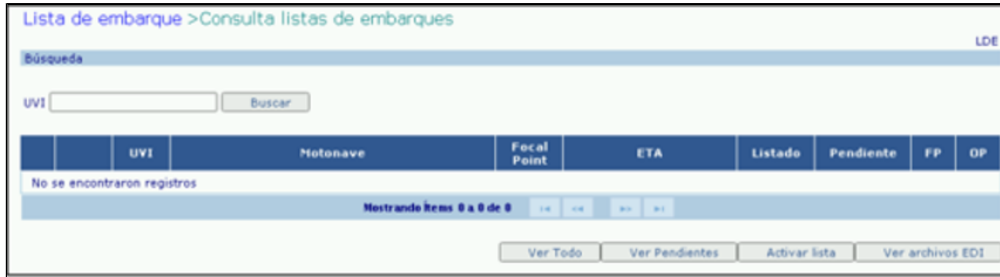 Lista de embarque >Consulta listas de embarques
LDE
Búsqueda
UVI Buscar
UVI Motonave Focal Point ETA Listado Pendiente FP OP
No se encontraron registros
Mostrando Ítems 0 a 0 de 0
Ver Todo Ver Pendientes Activar lista Ver archivos EDI